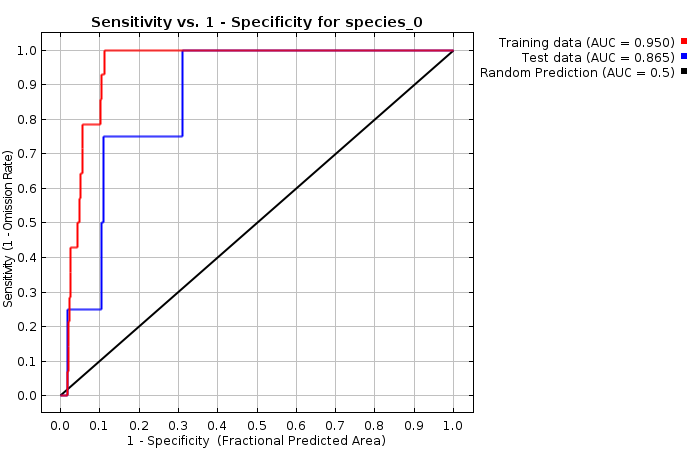 Sensitivity vs. 1 - Specificity for species_0
Training data (AUC = 0.950)
Test data (AUC = 0.865)
Random Prediction (AUC = 0.5)
Sensitivity (1 - Omission Rate)
1.0
0.9
0.8
0.7
0.6
0.5
0.4
0.3
0.2
0.1
0.0
0.0 0.1 0.2 0.3 0.4 0.5 0.6 0.7 0.8 0.9 1.0
1 - Specificity (Fractional Predicted Area)